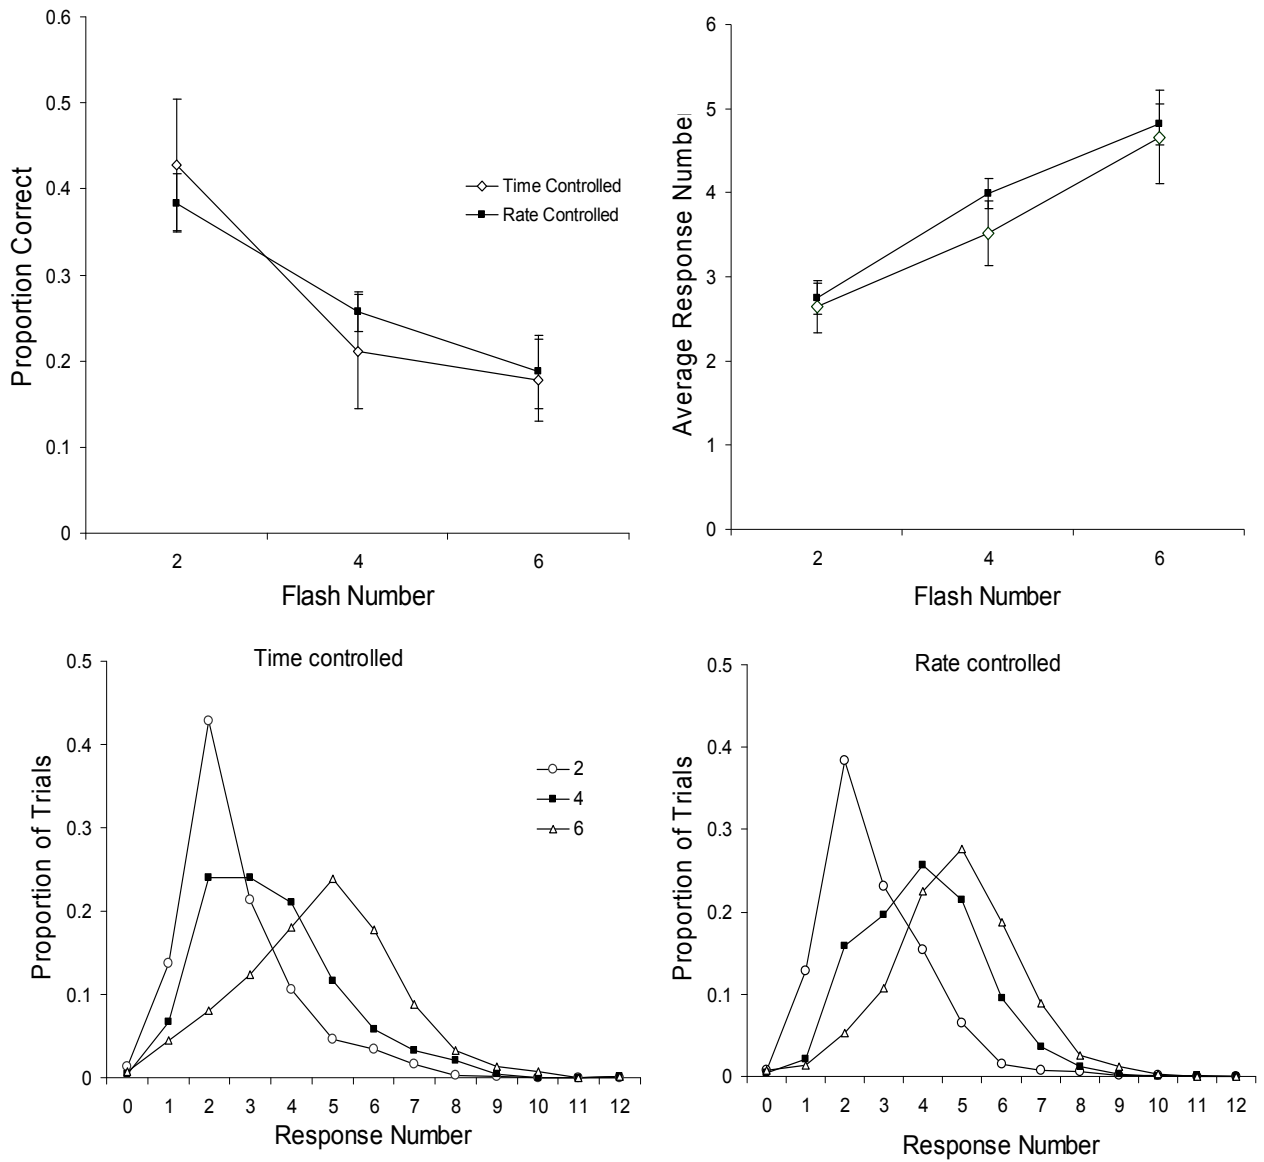 0.6
0.5
0.4
0.3
0.2
0.1
0
Proportion Correct
Time Controlled
Rate Controlled
2 4 6
Flash Number
6
5
4
3
2
1
0
Average Response Number
2 4 6
Flash Number
Time controlled
0.5
0.4
0.3
0.2
0.1
0
Proportion of Trials
2
4
6
0 1 2 3 4 5 6 7 8 9 10 11 12
Response Number
Rate controlled
0.5
0.4
0.3
0.2
0.1
0
Proportion of Trials
0 1 2 3 4 5 6 7 8 9 10 11 12
Response Number